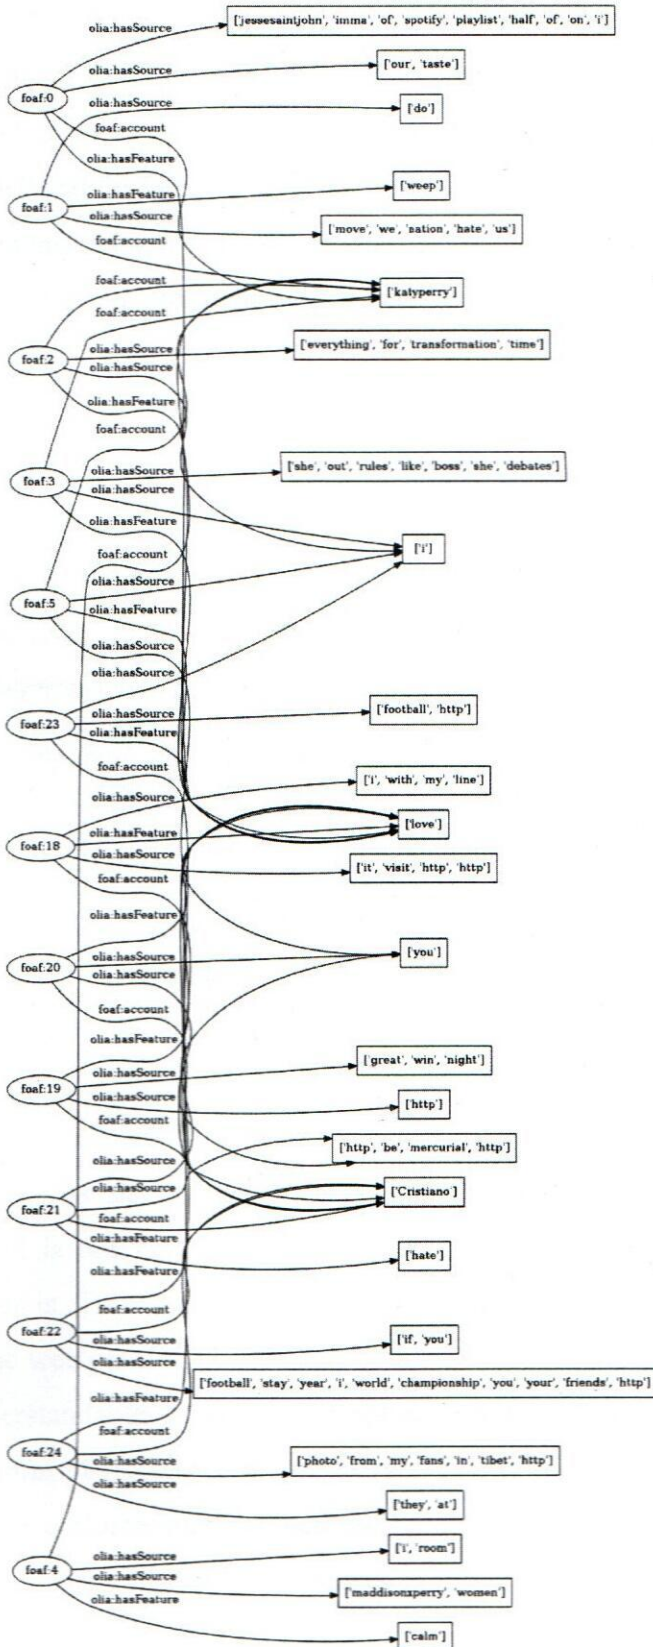 olia:hasSource
['jessesaintjohn', 'imma', 'of', 'spotify', 'playlist', 'half', 'of', 'on', 'i']
olia:hasSource
['our, 'taste']
foaf:0
olia:hasSource
['do']
foaf:account
olia:hasFeature
olia:hasFeature
['weep']
foaf:1
olia:hasSource
['move', 'we', 'nation', 'hate', 'us']
foaf:account
foaf:account
['katyperry']
foaf:account
olia:hasSource
['everything', 'for', 'transformation', 'time']
foaf:2
olia:hasSource
olia:hasFeature
foaf:account
olia:hasSource
['she', 'out', 'rules', 'like', 'boss', 'she', 'debates']
foaf:3
olia:hasSource
olia:hasFeature
['i']
foaf:account
olia:hasSource
foaf:5
olia:hasFeature
olia:hasSource
olia:hasSource
olia:hasSource
['football', 'http']
foaf:23
olia:hasFeature
foaf:account
['i', 'with', 'my', 'line']
olia:hasSource
['love']
olia:hasFeature
foaf:18
olia:hasSource
['it', 'visit', 'http', 'http']
foaf:account
olia:hasFeature
olia:hasSource
['you']
foaf:20
olia:hasSource
foaf:account
olia:hasFeature
['great', 'win', 'night']
olia:hasSource
foaf:19
olia:hasSource
['http']
foaf:account
olia:hasSource
['http', 'be', 'mercurial', 'http']
olia:hasSource
['Cristiano']
foaf:21
foaf:account
olia:hasFeature
['hate']
olia:hasFeature
foaf:account
foaf:22
olia:hasSource
['if, 'you']
olia:hasSource
['football', 'stay', 'year', 'i', 'world', 'championship', 'you', 'your', 'friends', 'http']
olia:hasFeature
foaf:account
foaf:24
olia:hasSource
['photo', 'from', 'my', 'fans', 'in', 'tibet', 'http']
olia:hasSource
['they', 'at']
olia:hasSource
['i', 'room']
foaf:4
olia:hasSource
['maddisonxperry', 'women']
olia:hasFeature
['calm']